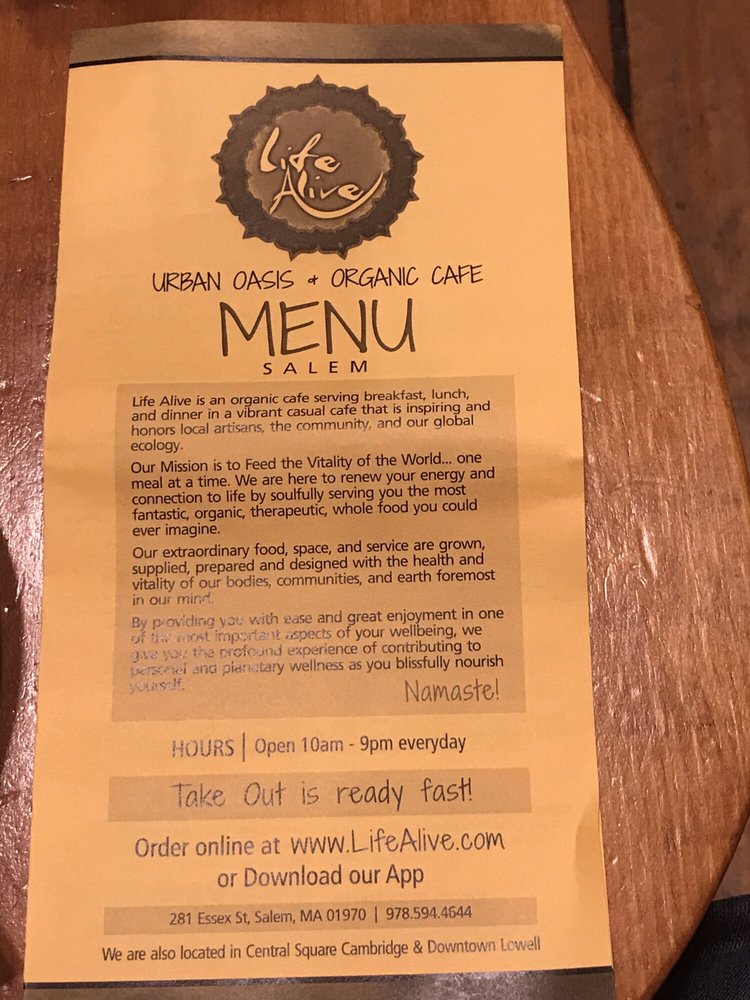 Life
Alive
URBAN OASIS + ORGANIC CAFE
MENU
SALEM
Life Alive is an organic cafe serving breakfast, lunch,
and dinner in a vibrant casual cafe that is inspiring and
honors local artisans, the community, and our global
ecology.
Our Mission is to Feed the Vitality of the World... one
meal at a time. We are here to renew your energy and
connection to life by soulfully serving you the most
fantastic, organic, therapeutic, whole food you could
ever imagine.
Our extraordinary food, space, and service are grown,
supplied, prepared and designed with the health and
vitality of our bodies, communities, and earth foremost
in our mind.
By providing you with ease and great enjoyment in one
of the most important aspects of your wellbeing, we
give you the profound experience of contributing to
personal and planetary wellness as you blissfully nourish
yourself.
Namaste!
HOURS | Open 10am - 9pm everyday
Take Out is ready fast!
Order online at www.LifeAlive.com
or Download our App
281 Essex St, Salem, MA 01970 | 978.594.4644
We are also located in Central Square Cambridge & Downtown Lowell